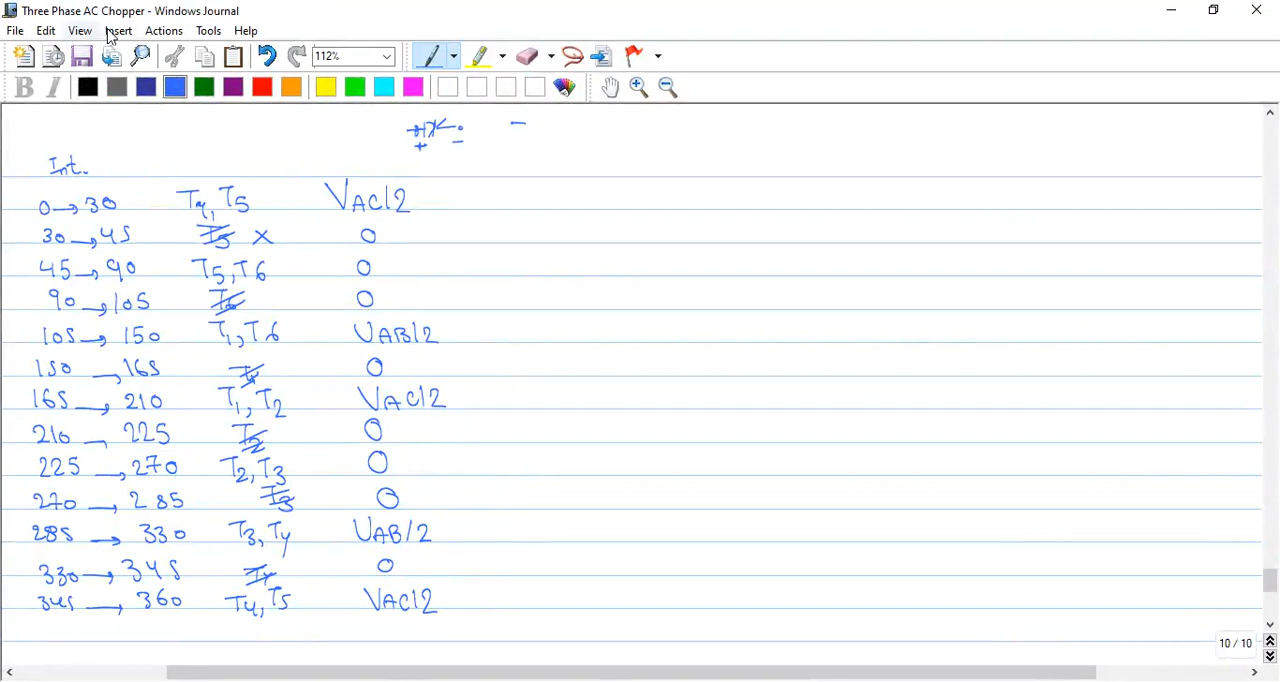 Three Phase AC Chopper - Windows Journal
File Edit View Insert Actions Tools Help
112%
B I
+ -
Int.
0→30 T4, T5 VAC/2
30→45 T5 × 0
45→90 T5, T6 0
90→105 T6 0
105→150 T1, T6 VAB/2
150→165 T1 0
165→210 T1, T2 VAC/2
210→225 T2 0
225→270 T2, T3 0
270→285 T3 0
285→330 T3, T4 VAB/2
330→345 T4 0
345→360 T4, T5 VAC/2
10 / 10